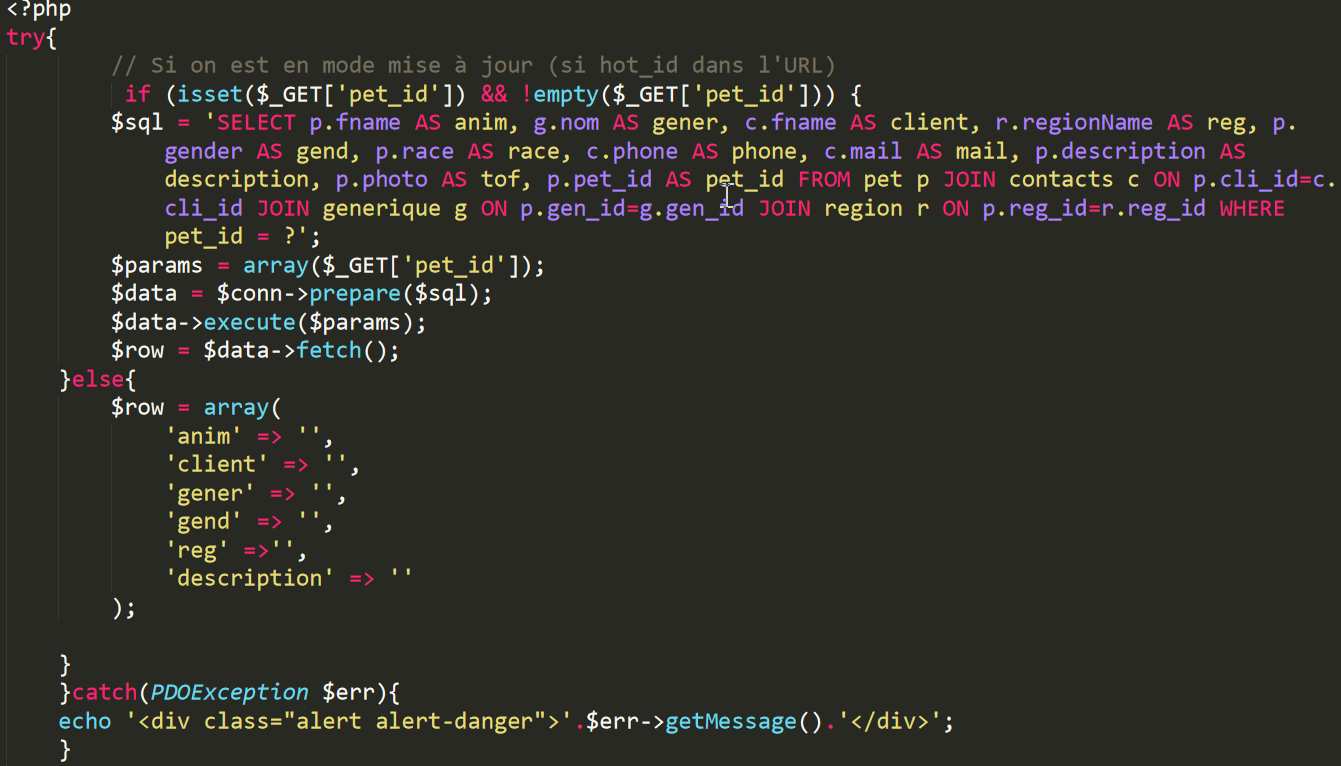 <?php
try{
// Si on est en mode mise à jour (si hot_id dans l'URL)
if (isset($_GET['pet_id']) && !empty($_GET['pet_id'])) {
$sql = 'SELECT p.fname AS anim, g.nom AS gener, c.fname AS client, r.regionName AS reg, p.
gender AS gend, p.race AS race, c.phone AS phone, c.mail AS mail, p.description AS
description, p.photo AS tof, p.pet_id AS pet_id FROM pet p JOIN contacts c ON p.cli_id=c.
cli_id JOIN generique g ON p.gen_id=g.gen_id JOIN region r ON p.reg_id=r.reg_id WHERE
pet_id = ?';
$params = array($_GET['pet_id']);
$data = $conn->prepare($sql);
$data->execute($params);
$row = $data->fetch();
}else{
$row = array(
'anim' => '',
'client' => '',
'gener' => '',
'gend' => '',
'reg' =>'',
'description' => ''
);
}
}catch(PDOException $err){
echo '<div class="alert alert-danger">'.$err->getMessage().'</div>';
}